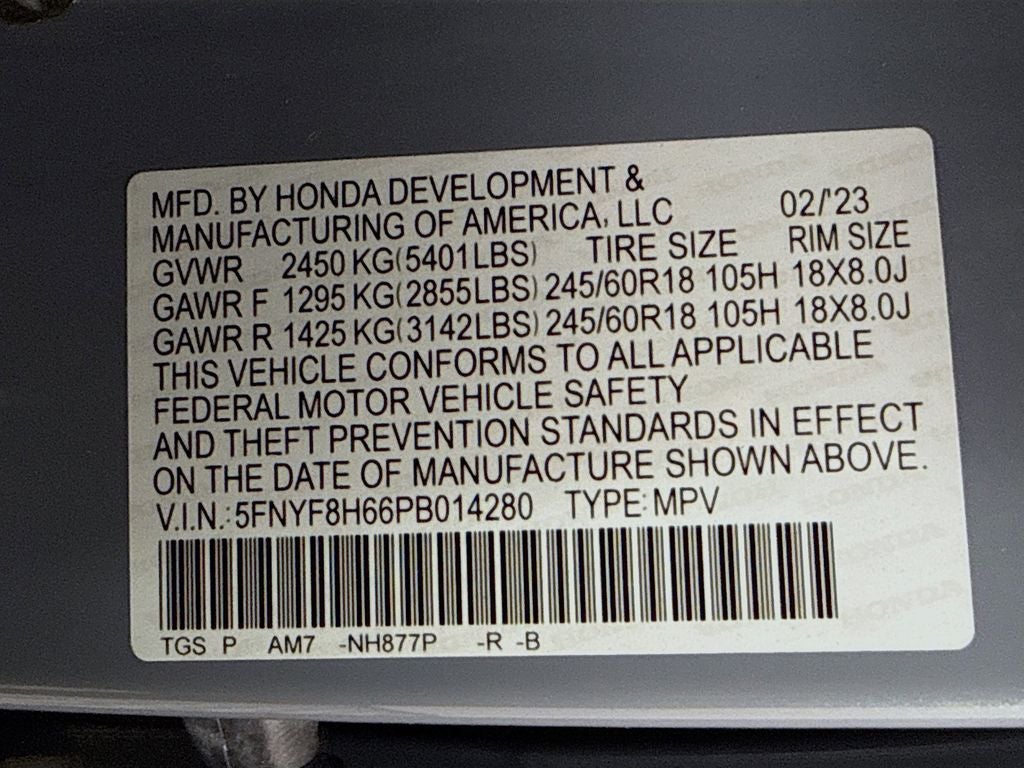 MFD. BY HONDA DEVELOPMENT &
MANUFACTURING OF AMERICA, LLC 02/'23
GVWR 2450 KG(5401LBS) TIRE SIZE RIM SIZE
GAWR F 1295 KG(2855LBS) 245/60R18 105H 18X8.0J
GAWR R 1425 KG(3142LBS) 245/60R18 105H 18X8.0J
THIS VEHICLE CONFORMS TO ALL APPLICABLE
FEDERAL MOTOR VEHICLE SAFETY
AND THEFT PREVENTION STANDARDS IN EFFECT
ON THE DATE OF MANUFACTURE SHOWN ABOVE.
V.I.N.: 5FNYF8H66PB014280 TYPE: MPV
TGS P AM7 -NH877P -R -B